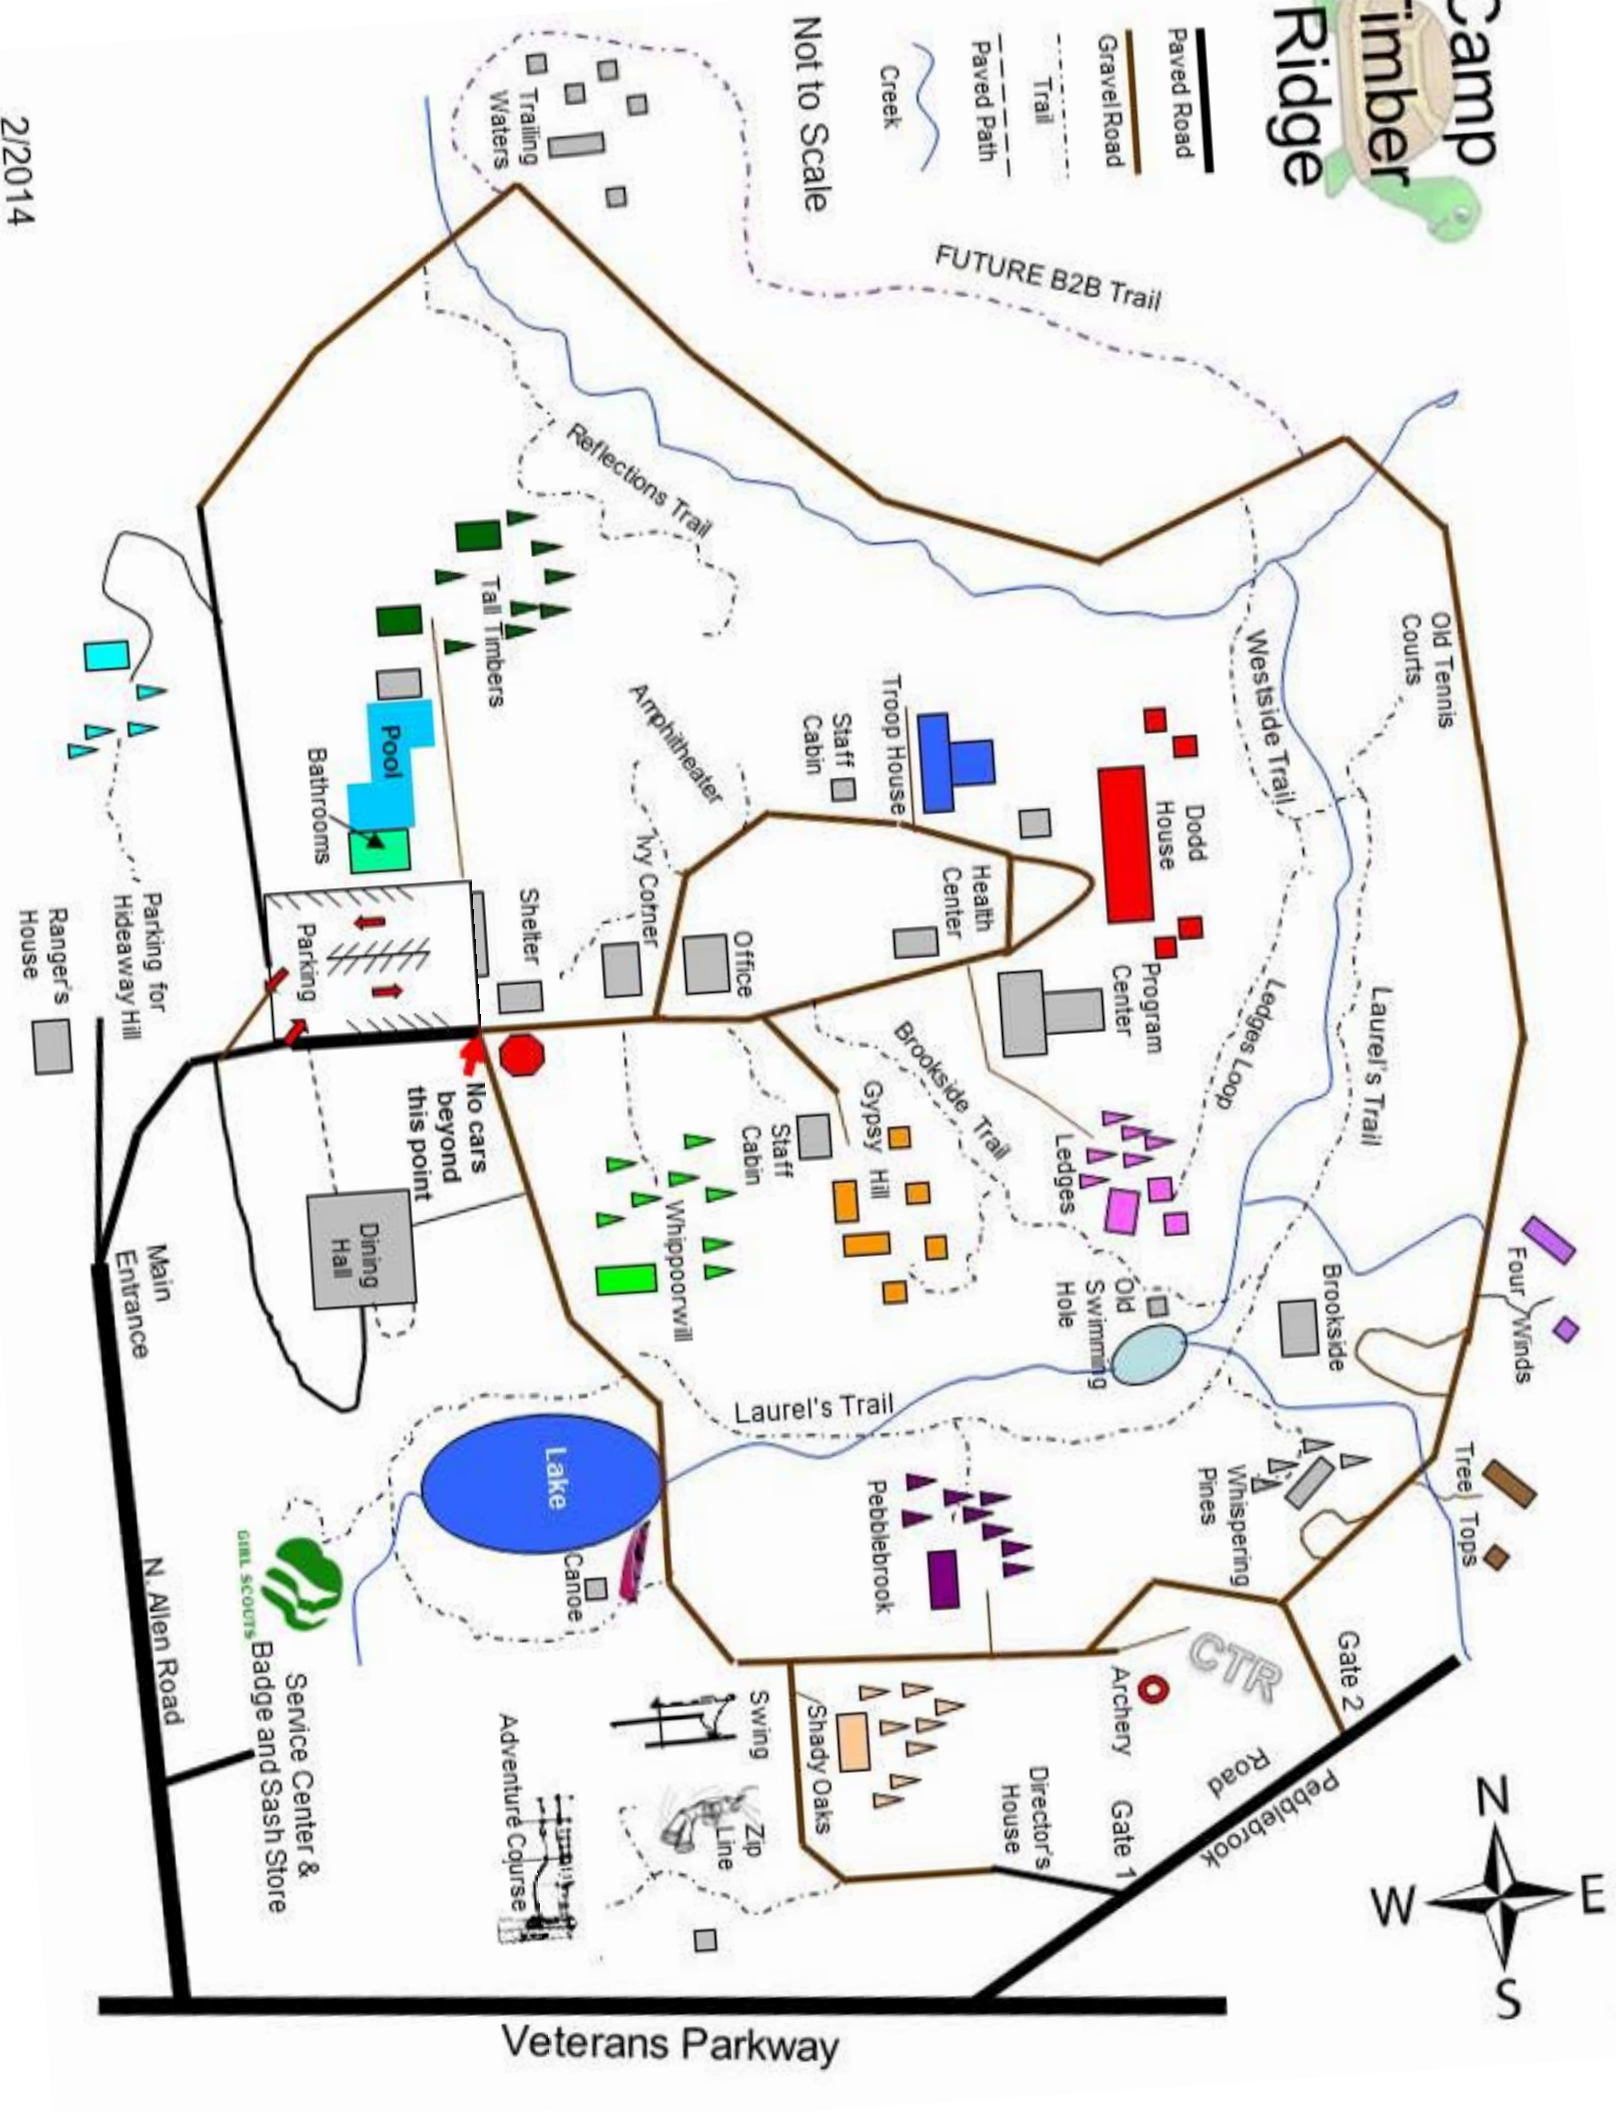 Camp
Timber
Ridge
Paved Road
Gravel Road
Trail
Paved Path
Creek
Not to Scale
2/2014
FUTURE B2B Trail
Trailing
Waters
Reflections Trail
Tall Timbers
Pool
Bathrooms
Parking
Parking for
Hideaway Hill
Ranger's
House
Main
Entrance
N. Allen Road
Shelter
Ivy Corner
Amphitheater
Staff
Cabin
Troop House
Health
Center
Office
Dodd
House
Program
Center
Westside Trail
Old Tennis
Courts
Ledges Loop
Laurel's Trail
Brookside Trail
Ledges
Gypsy Hill
Staff
Cabin
Whipporwill
No cars
beyond
this point
Dining
Hall
Old
Swimming
Hole
Brookside
Four Winds
Tree Tops
Whispering
Pines
Laurel's Trail
Pebblebrook
Lake
Canoe
GIRL SCOUTS
Service Center &
Badge and Sash Store
Swing
Zip
Line
Adventure Course
Shady Oaks
Director's
House
Archery
CTR
Gate 1
Gate 2
Pebblebrook
Road
Veterans Parkway
N
E
S
W